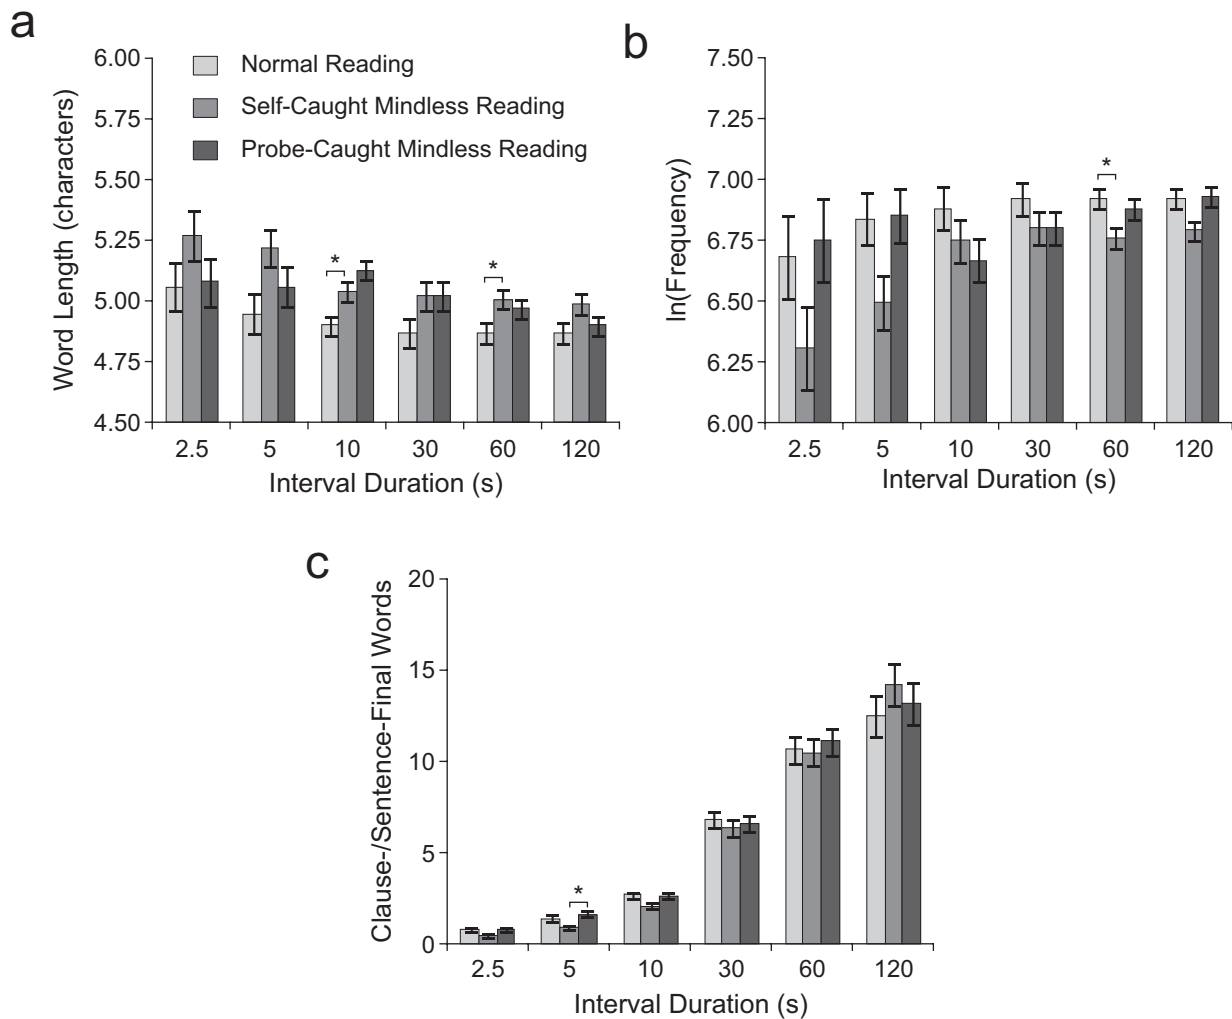 a
Word Length (characters)
6.00
5.75
5.50
5.25
5.00
4.75
4.50
Normal Reading
Self-Caught Mindless Reading
Probe-Caught Mindless Reading
*
*
2.5 5 10 30 60 120
Interval Duration (s)
b
ln(Frequency)
7.50
7.25
7.00
6.75
6.50
6.25
6.00
*
2.5 5 10 30 60 120
Interval Duration (s)
c
Clause-/Sentence-Final Words
20
15
10
5
0
*
2.5 5 10 30 60 120
Interval Duration (s)